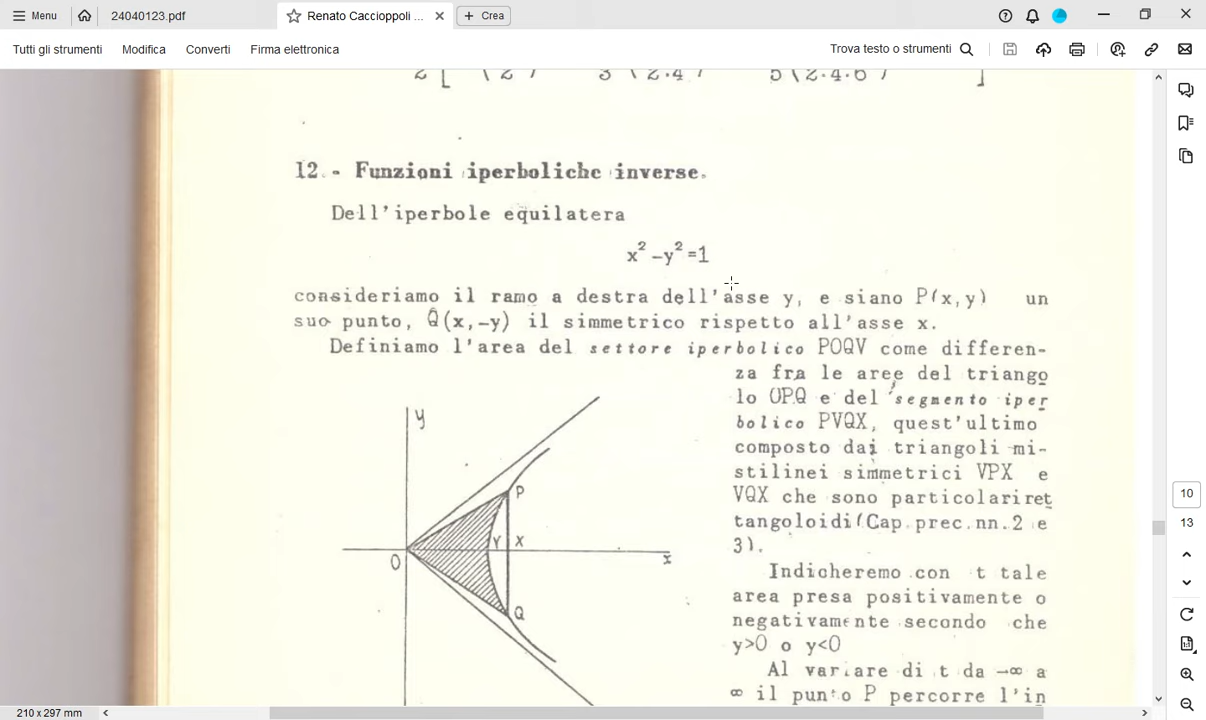 Menu
24040123.pdf
Renato Caccioppoli ...
Crea
Tutti gli strumenti
Modifica
Converti
Firma elettronica
Trova testo o strumenti
12. - Funzioni iperboliche inverse.
Dell'iperbole equilatera
x² -y² =1
consideriamo il ramo a destra dell'asse y, e siano P(x,y) un
suo punto, Q(x,-y) il simmetrico rispetto all'asse x.
Definiamo l'area del settore iperbolico POQV come differen-
za fra le aree del triango
lo OPQ e del segmento iper
bolico PVQX, quest'ultimo
composto dai triangoli mi-
stilinei simmetrici VPX e
VQX che sono particolari ret
tangoloidi (Cap. prec. nn. 2 e
3).
Indicheremo con t tale
area presa positivamente o
negativamente secondo che
y>0 o y<0
Al variare di t da -∞ a
∞ il punto P percorre l'in
y
P
V
X
O
x
Q
10
13
210 x 297 mm